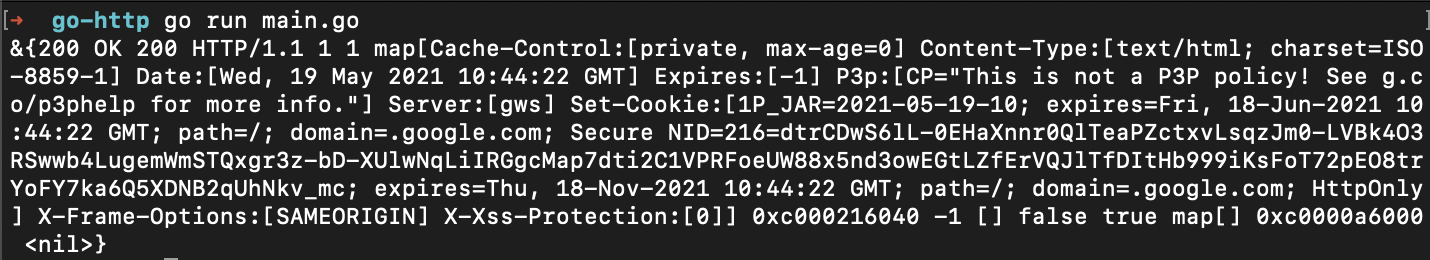 [➜  go-http go run main.go ]
&{200 OK 200 HTTP/1.1 1 1 map[Cache-Control:[private, max-age=0] Content-Type:[text/html; charset=ISO
-8859-1] Date:[Wed, 19 May 2021 10:44:22 GMT] Expires:[-1] P3p:[CP="This is not a P3P policy! See g.c
o/p3phelp for more info."] Server:[gws] Set-Cookie:[1P_JAR=2021-05-19-10; expires=Fri, 18-Jun-2021 10
:44:22 GMT; path=/; domain=.google.com; Secure NID=216=dtrCDwS6lL-0EHaXnnr0QlTeaPZctxvLsqzJm0-LVBk4O3
RSwwb4LugemWmSTQxgr3z-bD-XUlwNqLiIRGgcMap7dti2C1VPRFoeUW88x5nd3owEGtLZfErVQJlTfDItHb999iKsFoT72pEO8tr
YoFY7ka6Q5XDNB2qUhNkv_mc; expires=Thu, 18-Nov-2021 10:44:22 GMT; path=/; domain=.google.com; HttpOnly
] X-Frame-Options:[SAMEORIGIN] X-Xss-Protection:[0]] 0xc000216040 -1 [] false true map[] 0xc0000a6000
 <nil>}